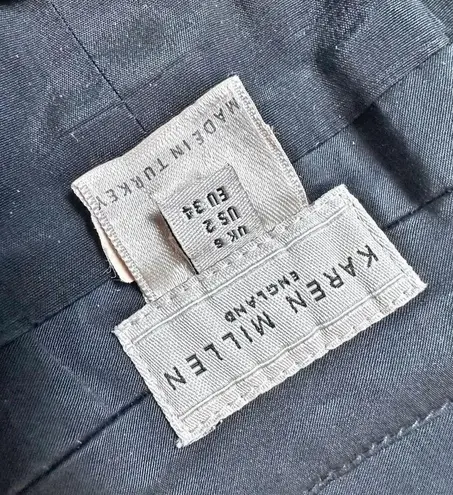 KAREN MILLEN
ENGLAND
UK 6
US 2
EU 34
MADE IN TURKEY